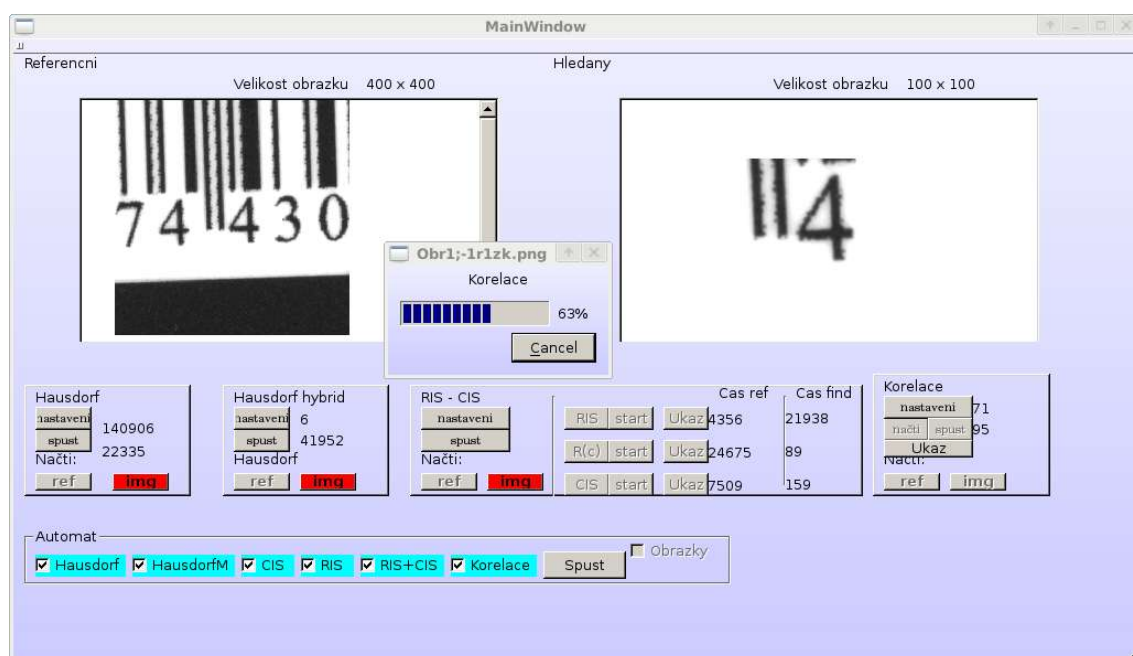 MainWindow
Referencni
Hledany
Velikost obrazku 400 x 400
Velikost obrazku 100 x 100
74 430
4
Obr1;-1r1zk.png
Korelace
63%
Cancel
Hausdorf
nastaveni
140906
spust
22335
Načti:
ref img
Hausdorf hybrid
nastaveni 6
spust 41952
Hausdorf
ref img
RIS - CIS
nastaveni
spust
Načti:
ref img
Cas ref Cas find
RIS start Ukaz 4356 21938
R(c) start Ukaz 24675 89
CIS start Ukaz 7509 159
Korelace
nastaveni 71
načti spust 95
Ukaz
Načti:
ref img
Automat
Hausdorf HausdorfM CIS RIS RIS+CIS Korelace Spust Obrazky